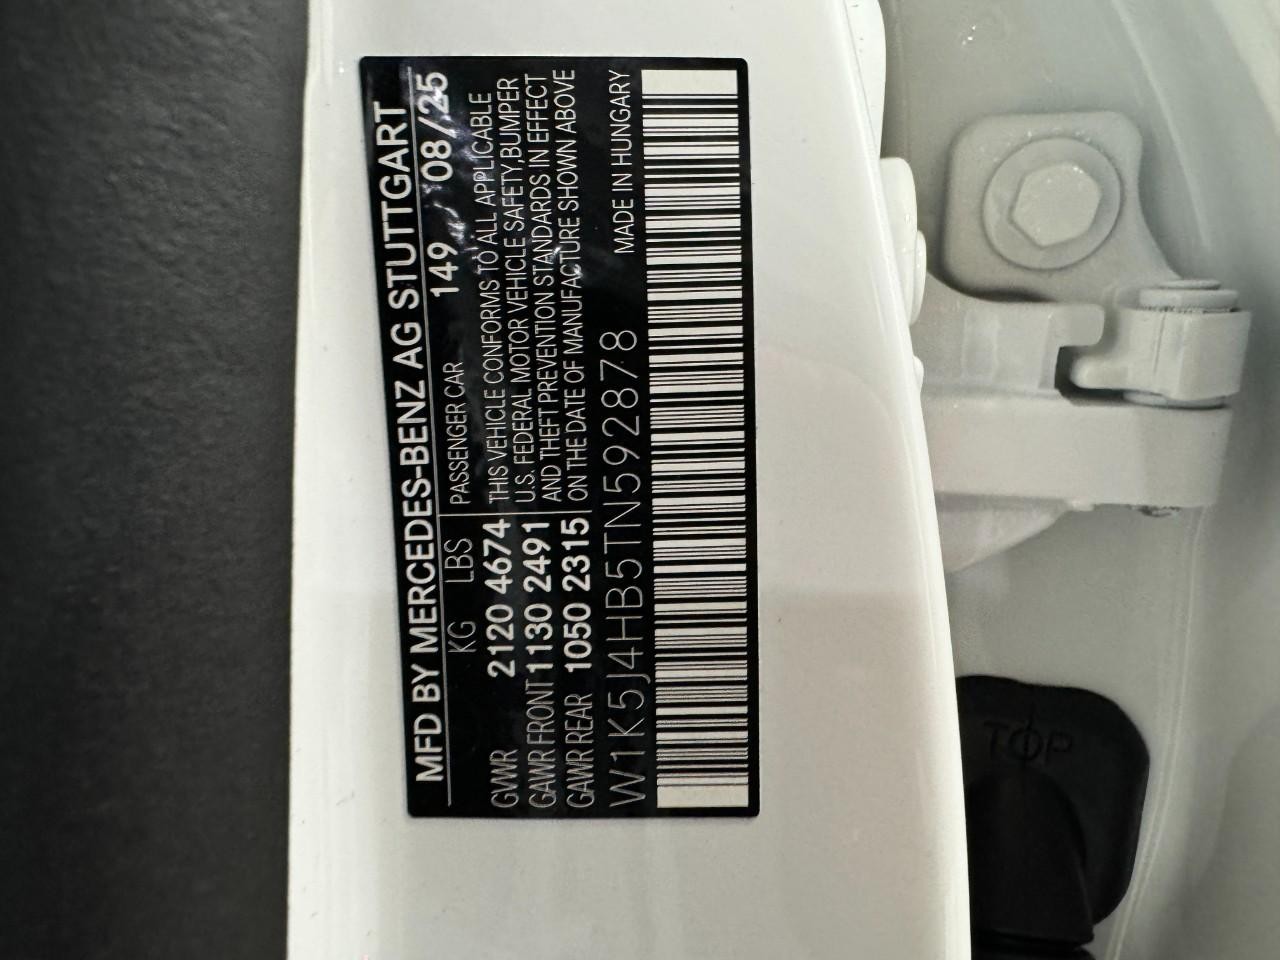 MFD BY MERCEDES-BENZ AG STUTTGART
KG LBS 149 08/25
PASSENGER CAR
GVWR 2120 4674
GAWR FRONT 1130 2491
GAWR REAR 1050 2315
THIS VEHICLE CONFORMS TO ALL APPLICABLE
U.S. FEDERAL MOTOR VEHICLE SAFETY,BUMPER
AND THEFT PREVENTION STANDARDS IN EFFECT
ON THE DATE OF MANUFACTURE SHOWN ABOVE
W1K5J4HB5TN592878 MADE IN HUNGARY
TOP